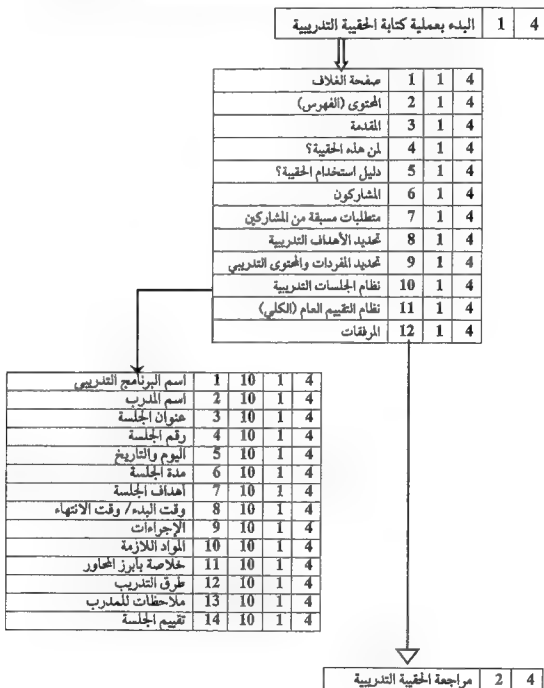 4 1 البدء بعملية كتابة الحقيبة التدريبية
4 1 1 صفحة الغلاف
4 1 2 المحتوى (الفهرس)
4 1 3 المقدمة
4 1 4 لمن هذه الحقيبة؟
4 1 5 دليل استخدام الحقيبة؟
4 1 6 المشاركون
4 1 7 متطلبات مسبقة من المشاركين
4 1 8 تحديد الأهداف التدريبية
4 1 9 تحديد المفردات والمحتوى التدريبي
4 1 10 نظام الجلسات التدريبية
4 1 11 نظام التقييم العام (الكلي)
4 1 12 المرفقات
4 1 10 1 اسم البرنامج التدريبي
4 1 10 2 اسم المدرب
4 1 10 3 عنوان الجلسة
4 1 10 4 رقم الجلسة
4 1 10 5 اليوم والتاريخ
4 1 10 6 مدة الجلسة
4 1 10 7 أهداف الجلسة
4 1 10 8 وقت البدء/ وقت الانتهاء
4 1 10 9 الإجراءات
4 1 10 10 المواد اللازمة
4 1 10 11 خلاصة بأبرز المحاور
4 1 10 12 طرق التدريب
4 1 10 13 ملاحظات للمدرب
4 1 10 14 تقييم الجلسة
4 2 مراجعة الحقيبة التدريبية